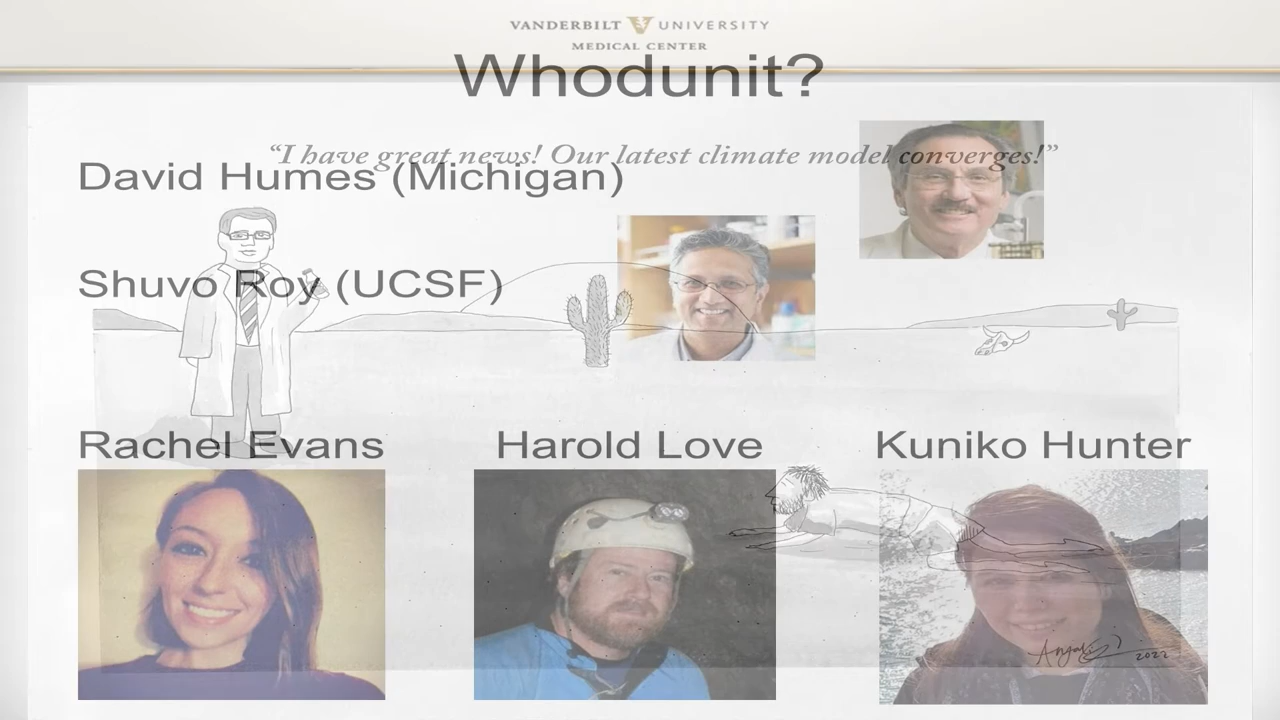 VANDERBILT UNIVERSITY
MEDICAL CENTER
Whodunit?
“I have great news! Our latest climate model converges!”
David Humes (Michigan)
Shuvo Roy (UCSF)
Rachel Evans
Harold Love
Kuniko Hunter
2022